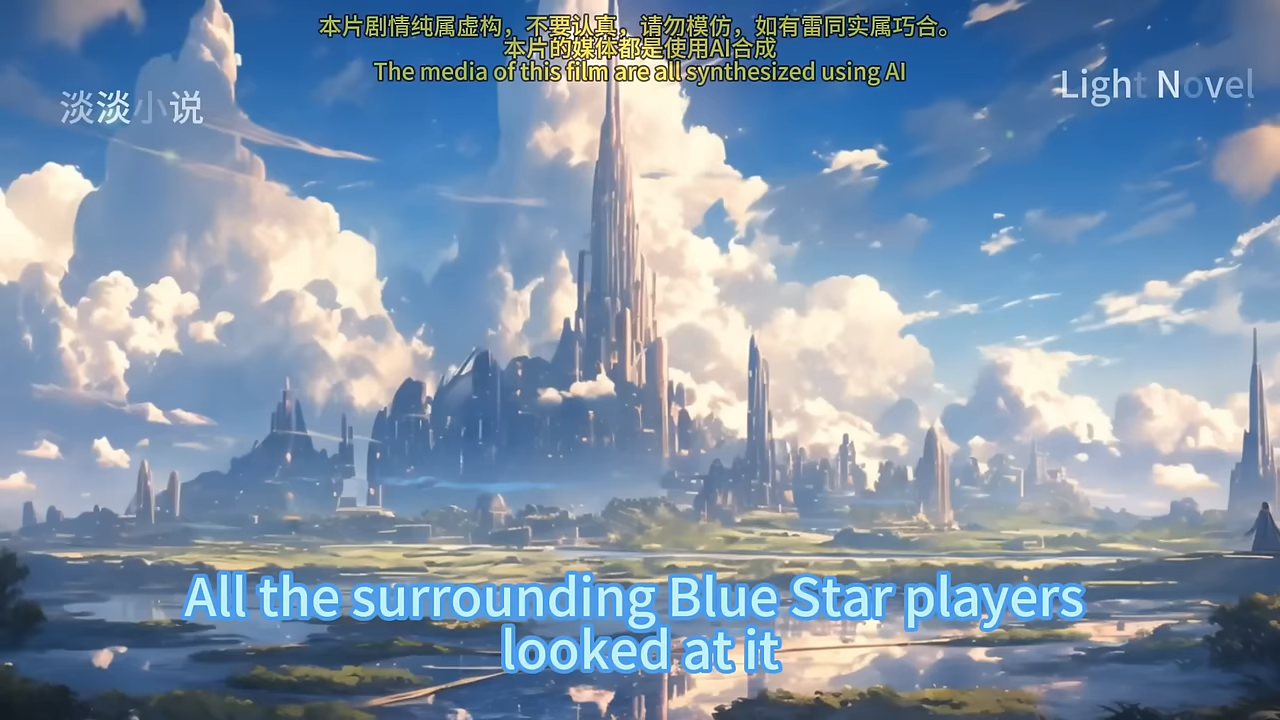 本片剧情纯属虚构，不要认真，请勿模仿，如有雷同实属巧合。
本片的媒体都是使用AI合成
The media of this film are all synthesized using AI
淡淡小说
Light Novel
All the surrounding Blue Star players
looked at it